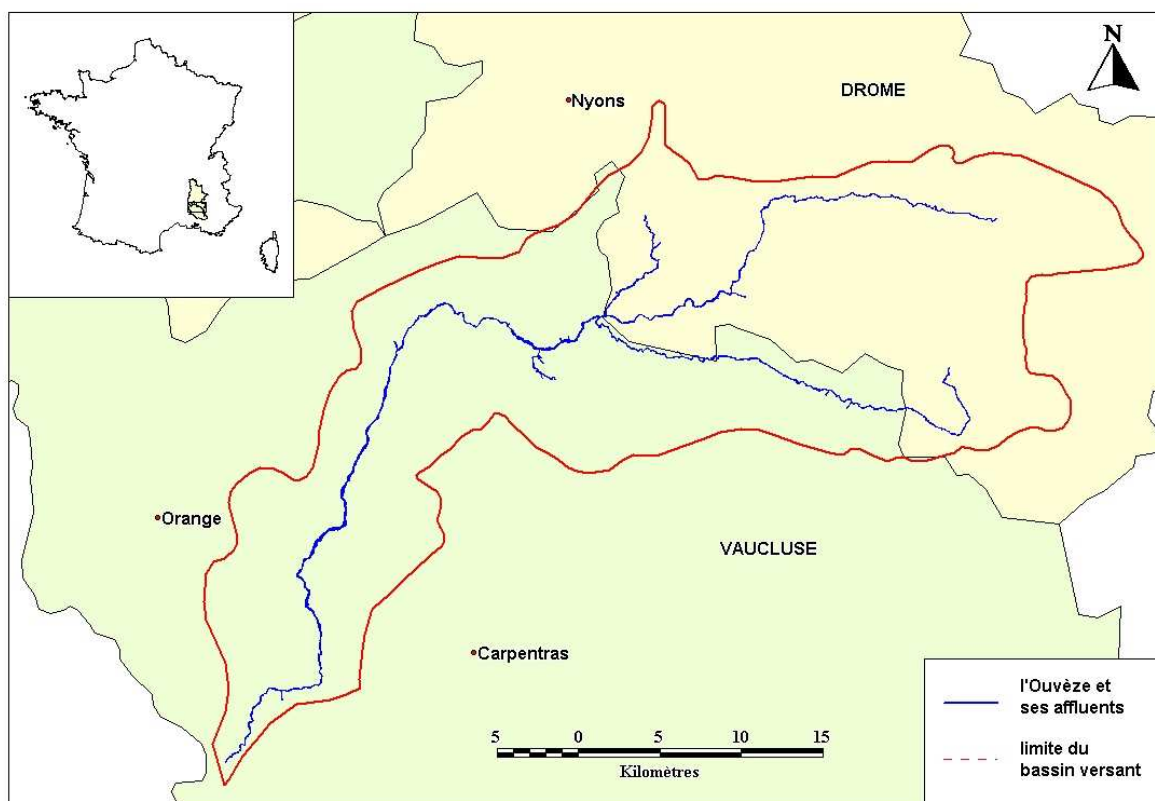 N
DROME
Nyons
Orange
VAUCLUSE
Carpentras
5 0 5 10 15
Kilomètres
l'Ouvèze et
ses affluents
limite du
bassin versant